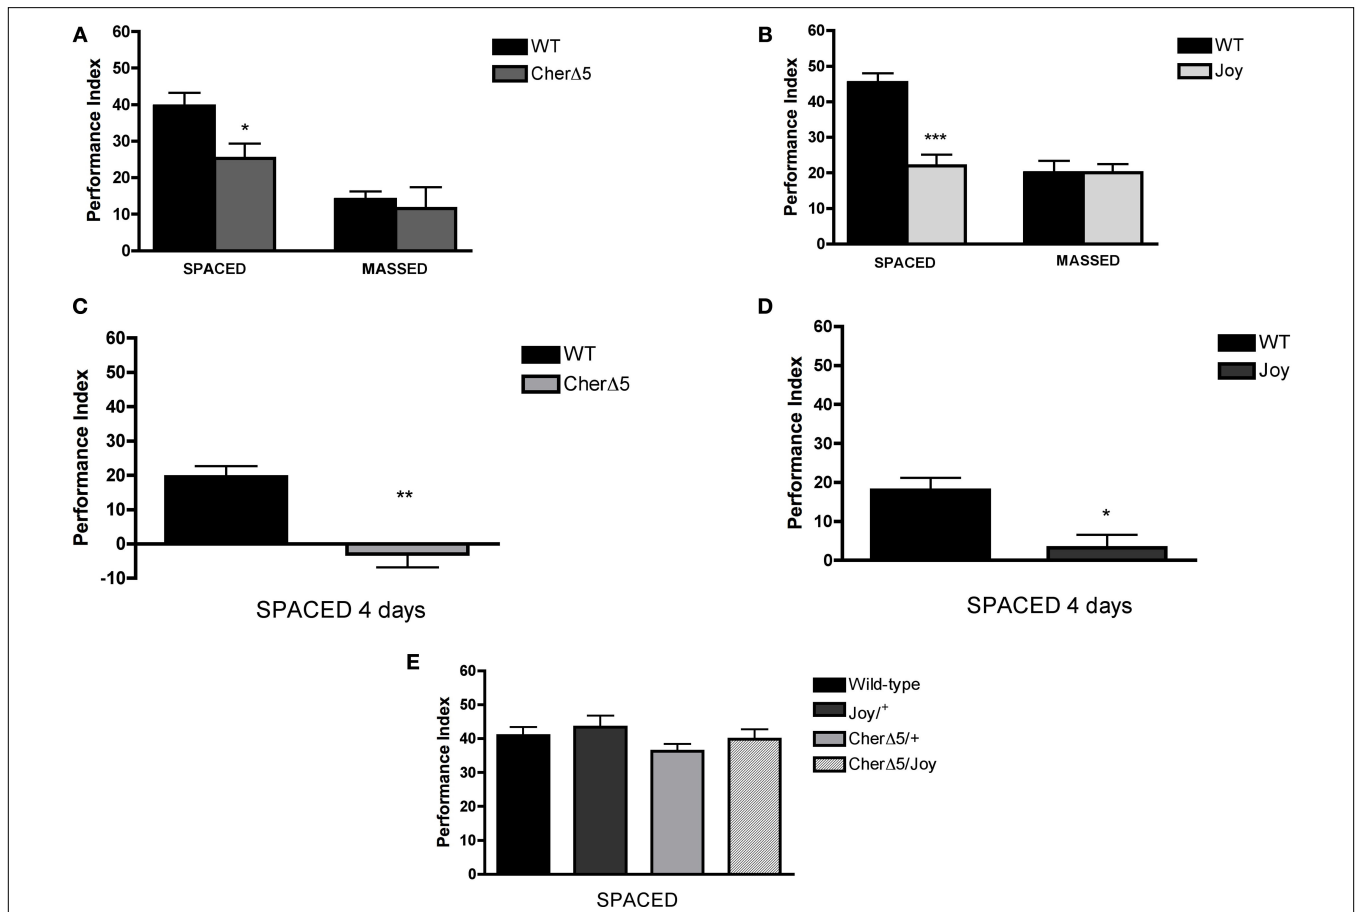 A
60
50
40
30
20
10
0
Performance Index
*
SPACED
MASSED
WT
CherΔ5
B
60
50
40
30
20
10
0
Performance Index
***
SPACED
MASSED
WT
Joy
C
60
50
40
30
20
10
0
-10
Performance Index
**
SPACED 4 days
WT
CherΔ5
D
60
50
40
30
20
10
0
Performance Index
*
SPACED 4 days
WT
Joy
E
60
50
40
30
20
10
0
Performance Index
SPACED
Wild-type
Joy/+
CherΔ5/+
CherΔ5/Joy